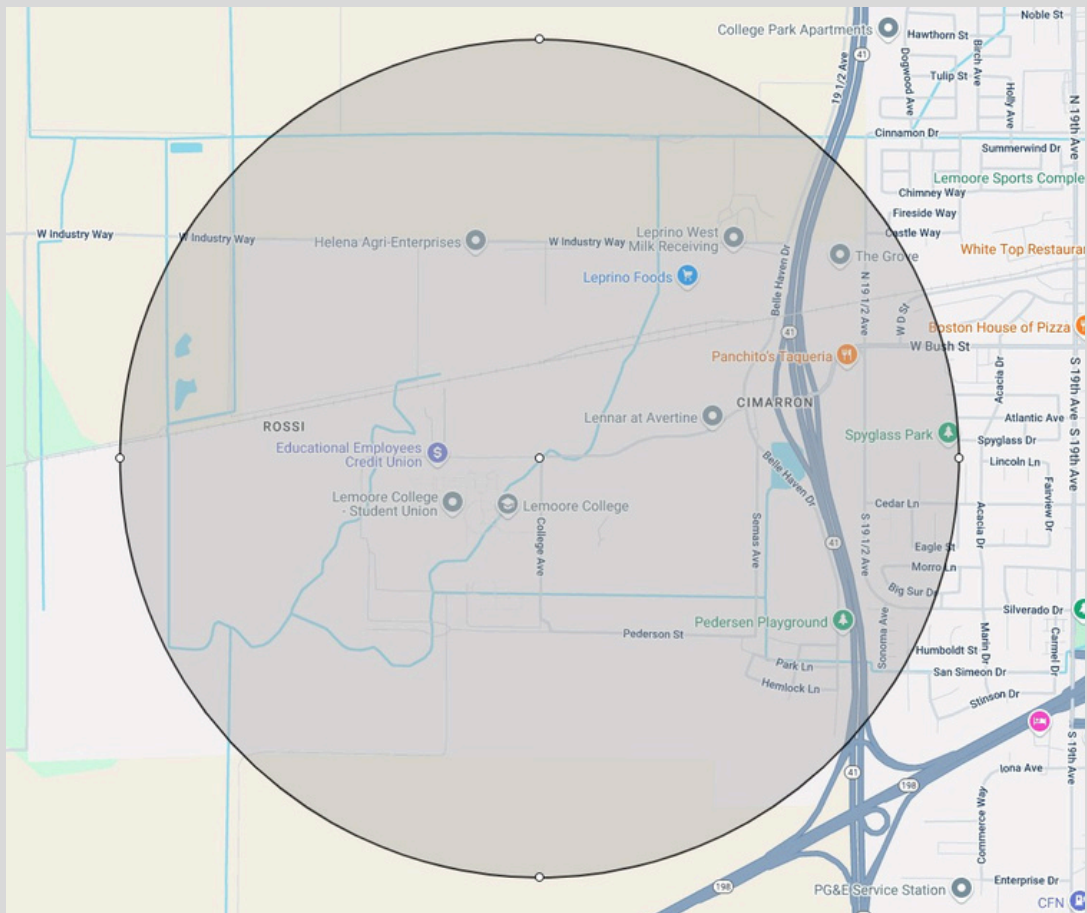 Noble St
College Park Apartments
41
Hawthorn St
Birch Ave
Dogwood Ave
19 1/2 Ave
Tulip St
Holly Ave
N 19th Ave
Cinnamon Dr
Summerwind Dr
Lemoore Sports Comple
Chimney Way
Fireside Way
Castle Way
W Industry Way
W Industry Way
Helena Agri-Enterprises
W Industry Way
Leprino West
Milk Receiving
The Grove
White Top Restaurar
Leprino Foods
Belle Haven Dr
N 19 1/2 Ave
W D St
Boston House of Pizza
41
W Bush St
Panchito's Taqueria
Acacia Dr
S 19th Ave
CIMARRON
Lennar at Avertine
Atlantic Ave
ROSSI
Spyglass Park
Spyglass Dr
S 19th Ave
Educational Employees
Credit Union
Lincoln Ln
Belle Haven Dr
Fairview Dr
Lemoore College
- Student Union
Lemoore College
Cedar Ln
College Ave
Semas Ave
41
S 19 1/2 Ave
Acacia Dr
Eagle St
Morro Ln
Big Sur Dr
Silverado Dr
Pedersen Playground
Pederson St
Sonoma Ave
Marin Dr
Carmel Dr
Humboldt St
Park Ln
San Simeon Dr
Hemlock Ln
Stinson Dr
S 19th Ave
41
198
Iona Ave
Commerce Way
198
PG&E Service Station
Enterprise Dr
CFN